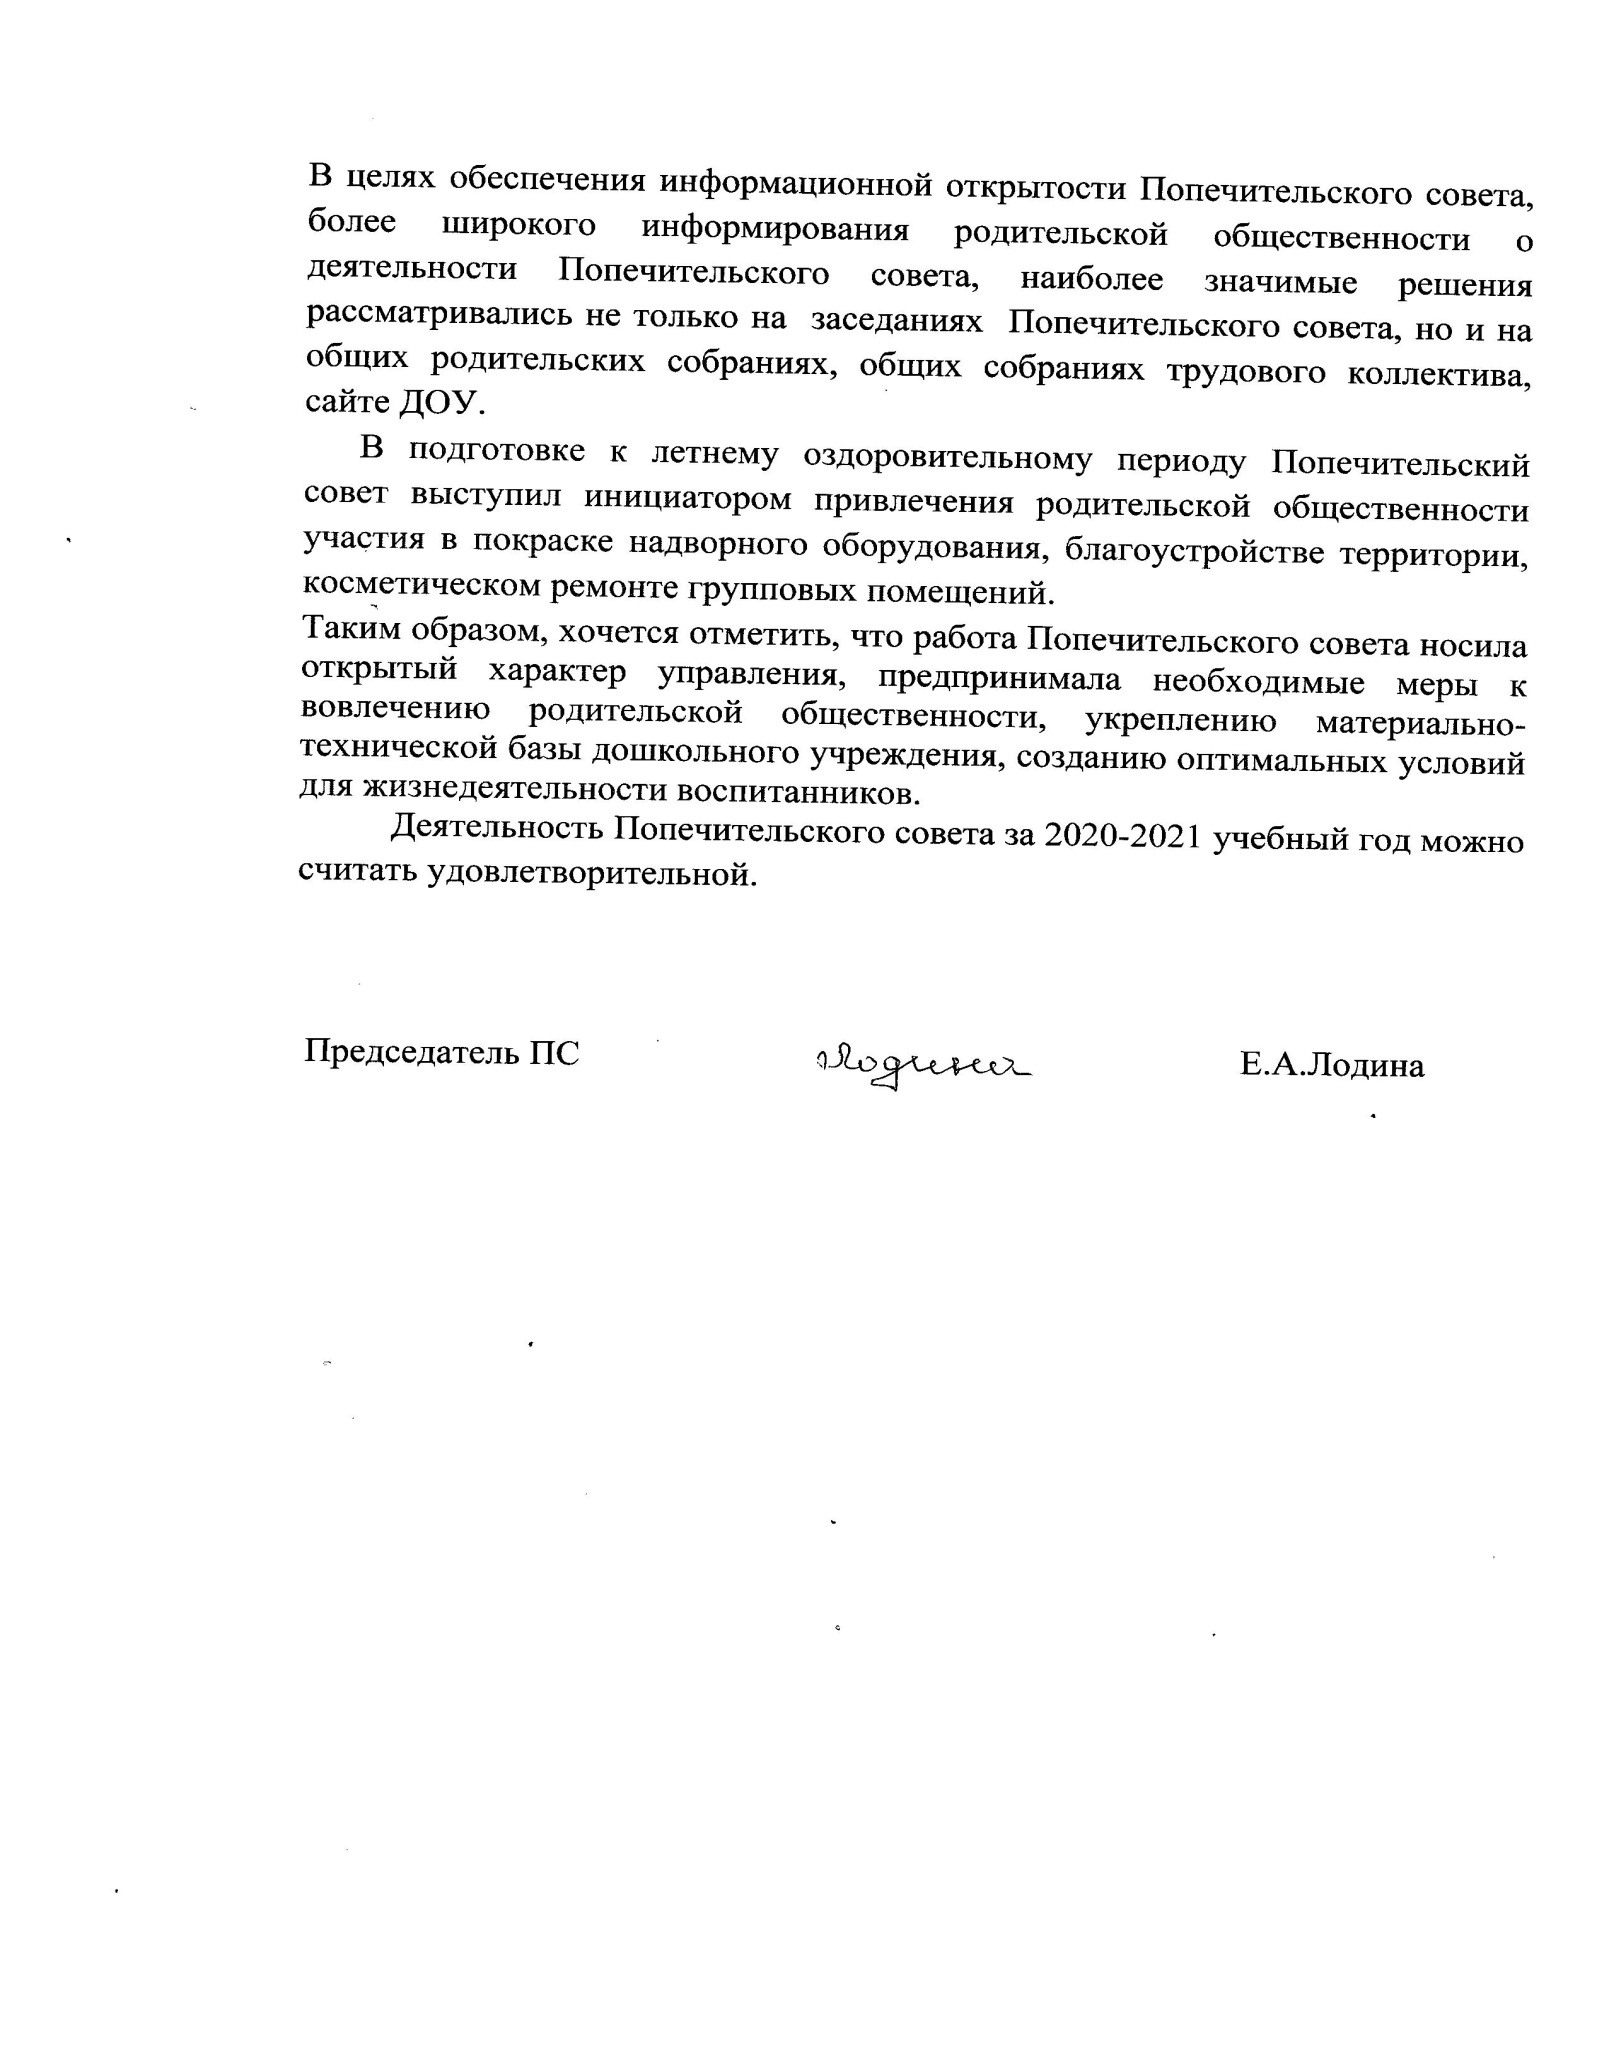 В целях обеспечения информационной открытости Попечительского совета,
более широкого информирования родительской общественности о
деятельности Попечительского совета, наиболее значимые решения
рассматривались не только на заседаниях Попечительского совета, но и на
общих родительских собраниях, общих собраниях трудового коллектива,
сайте ДОУ.
В подготовке к летнему оздоровительному периоду Попечительский
совет выступил инициатором привлечения родительской общественности
участия в покраске надворного оборудования, благоустройстве территории,
косметическом ремонте групповых помещений.
Таким образом, хочется отметить, что работа Попечительского совета носила
открытый характер управления, предпринимала необходимые меры к
вовлечению родительской общественности, укреплению материально-
технической базы дошкольного учреждения, созданию оптимальных условий
для жизнедеятельности воспитанников.
Деятельность Попечительского совета за 2020-2021 учебный год можно
считать удовлетворительной.
Председатель ПС Лодина Е.А.Лодина